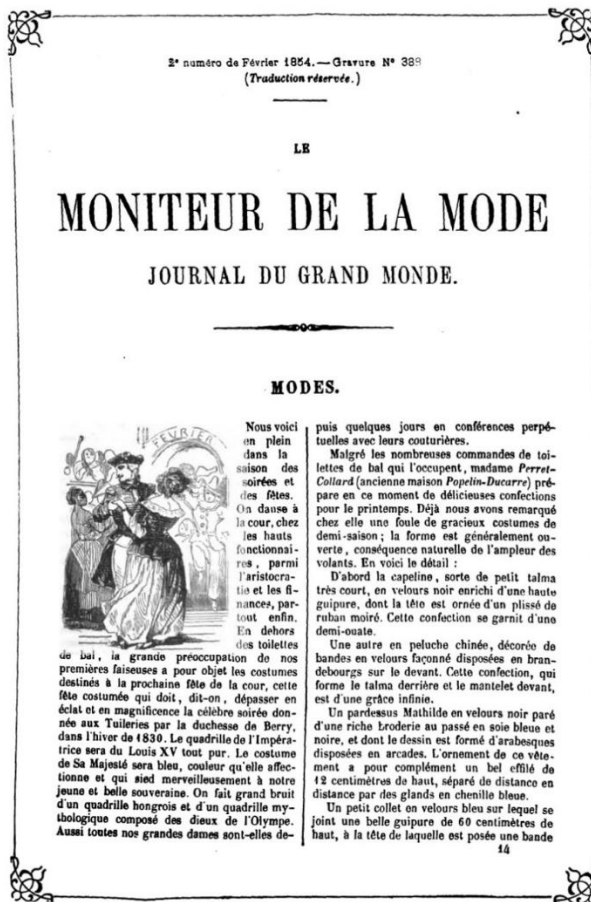 2e numéro de Février 1854. — Gravure No 388
(Traduction réservée.)
LE
MONITEUR DE LA MODE
JOURNAL DU GRAND MONDE.
MODES.
FÉVRIER
Nous voici
en plein
dans la
saison des
soirées et
des fêtes.
On danse à
la cour, chez
les hauts
fonctionnai-
res, parmi
l'aristocra-
tie et les fi-
nances, par-
tout enfin.
En dehors
des toilettes
de bal, la grande préoccupation de nos
premières faiseuses a pour objet les costumes
destinés à la prochaine fête de la cour, cette
fête costumée qui doit, dit-on, dépasser en
éclat et en magnificence la célèbre soirée don-
née aux Tuileries par la duchesse de Berry,
dans l'hiver de 1830. Le quadrille de l'Impéra-
trice sera du Louis XV tout pur. Le costume
de Sa Majesté sera bleu, couleur qu'elle affec-
tionne et qui sied merveilleusement à notre
jeune et belle souveraine. On fait grand bruit
d'un quadrille hongrois et d'un quadrille my-
thologique composé des dieux de l'Olympe.
Aussi toutes nos grandes dames sont-elles de-
puis quelques jours en conférences perpé-
tuelles avec leurs couturières.
Malgré les nombreuses commandes de toi-
lettes de bal qui l'occupent, madame Perret-
Collard (ancienne maison Popelin-Ducarre) pré-
pare en ce moment de délicieuses confections
pour le printemps. Déjà nous avons remarqué
chez elle une foule de gracieux costumes de
demi-saison ; la forme est généralement ou-
verte, conséquence naturelle de l'ampleur des
volants. En voici le détail :
D'abord la capeline, sorte de petit talma
très court, en velours noir enrichi d'une haute
guipure, dont la tête est ornée d'un plissé de
ruban moiré. Cette confection se garnit d'une
demi-ouate.
Une autre en peluche chinée, décorée de
bandes en velours façonné disposées en bran-
debourgs sur le devant. Cette confection, qui
forme le talma derrière et le mantelet devant,
est d'une grâce infinie.
Un pardessus Mathilde en velours noir paré
d'une riche broderie au passé en soie bleue et
noire, et dont le dessin est formé d'arabesques
disposées en arcades. L'ornement de ce vête-
ment a pour complément un bel effilé de
12 centimètres de haut, séparé de distance en
distance par des glands en chenille bleue.
Un petit collet en velours bleu sur lequel se
joint une belle guipure de 60 centimètres de
haut, à la tête de laquelle est posée une bande
14